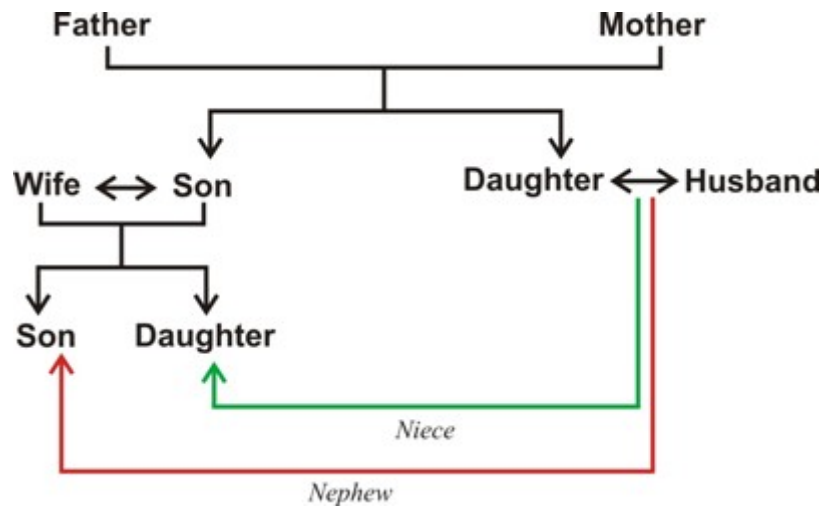 Father Mother
Wife Son Daughter Husband
Son Daughter
Niece
Nephew